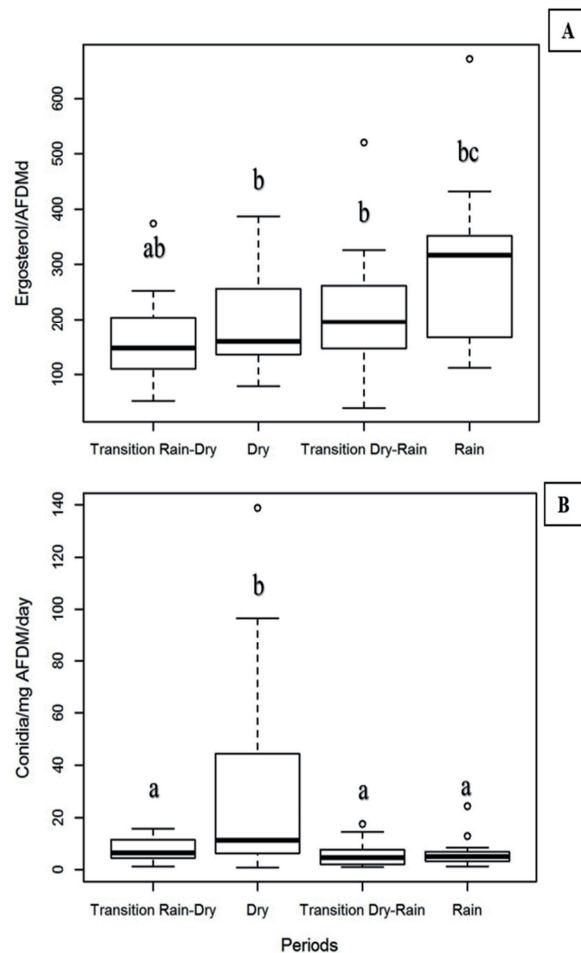 A
Ergosterol/AFDMd
600
500
400
300
200
100
ab
b
b
bc
Transition Rain-Dry Dry Transition Dry-Rain Rain
B
Conidia/mg AFDM/day
140
120
100
80
60
40
20
0
a
b
a
a
Transition Rain-Dry Dry Transition Dry-Rain Rain
Periods